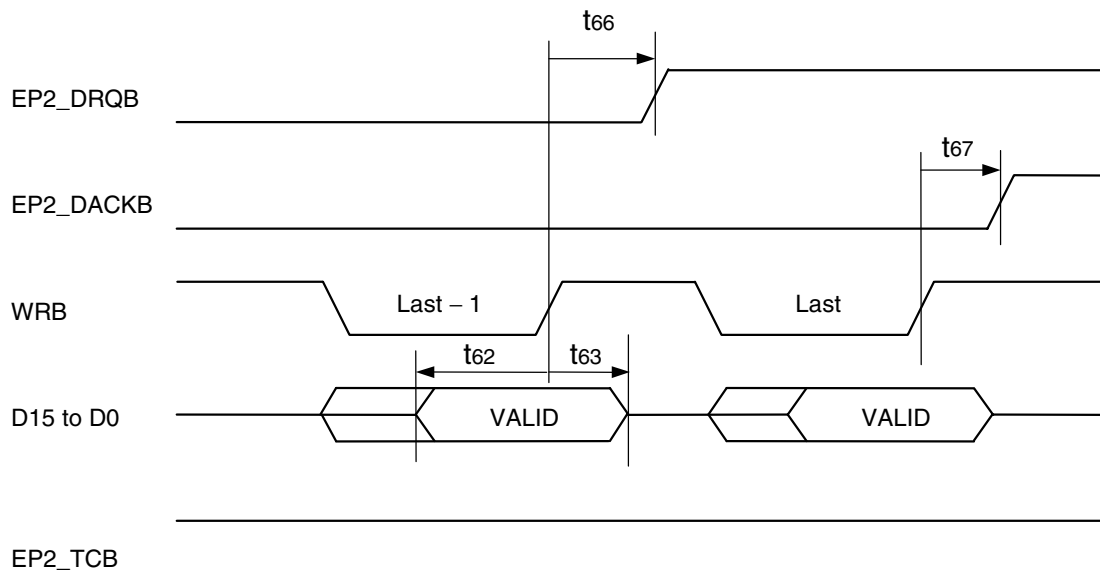 t66
EP2_DRQB
t67
EP2_DACKB
WRB
Last – 1
Last
t62
t63
D15 to D0
VALID
VALID
EP2_TCB